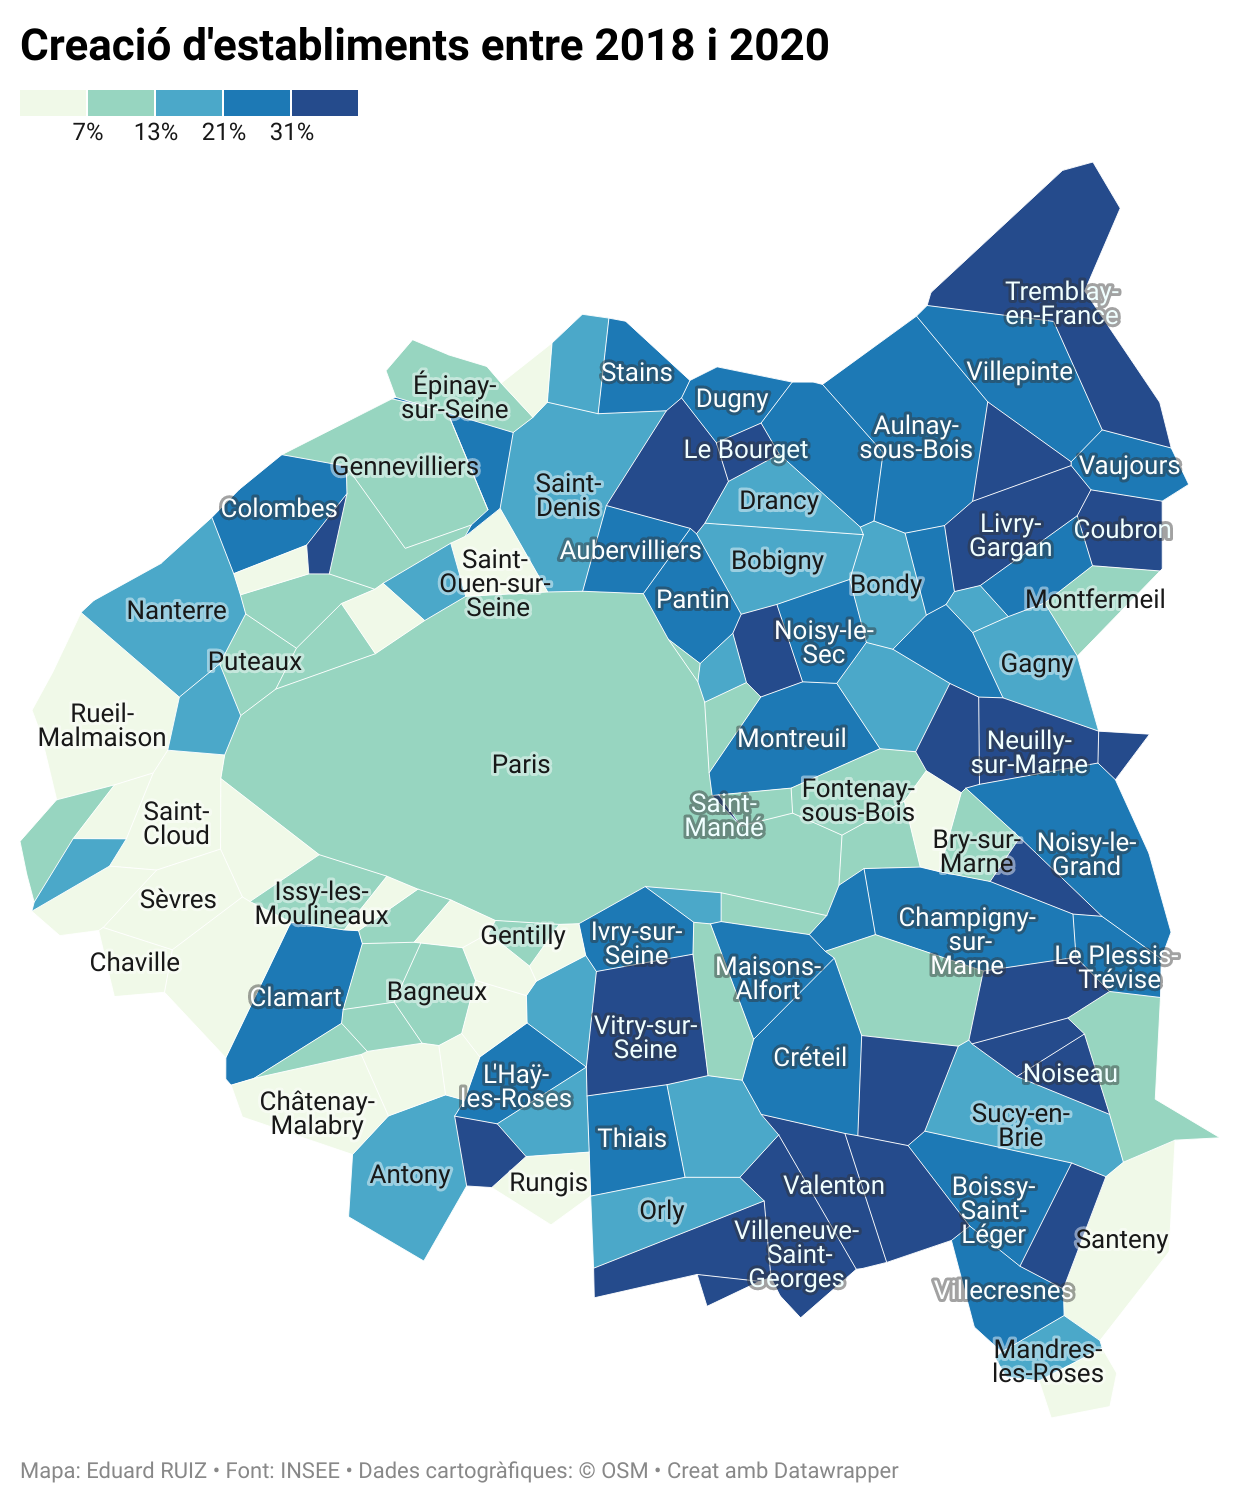 Creació d'establiments entre 2018 i 2020
7% 13% 21% 31%
Tremblay-
en-France
Villepinte
Stains
Épinay-
sur-Seine
Dugny
Aulnay-
sous-Bois
Le Bourget
Gennevilliers
Vaujours
Colombes
Saint-
Denis
Drancy
Livry-
Gargan
Coubron
Aubervilliers
Bobigny
Saint-
Ouen-sur-
Seine
Bondy
Pantin
Montfermeil
Nanterre
Noisy-le-
Sec
Puteaux
Gagny
Rueil-
Malmaison
Montreuil
Neuilly-
sur-Marne
Paris
Fontenay-
sous-Bois
Saint-
Mandé
Saint-
Cloud
Bry-sur-
Marne
Noisy-le-
Grand
Sèvres
Issy-les-
Moulineaux
Champigny-
sur-
Marne
Gentilly
Ivry-sur-
Seine
Chaville
Maisons-
Alfort
Le Plessis-
Trévise
Clamart
Bagneux
Vitry-sur-
Seine
Créteil
L'Haÿ-
les-Roses
Noiseau
Châtenay-
Malabry
Sucy-en-
Brie
Thiais
Antony
Rungis
Valenton
Boissy-
Saint-
Léger
Orly
Villeneuve-
Saint-
Georges
Santeny
Villecresnes
Mandres-
les-Roses
Mapa: Eduard RUIZ • Font: INSEE • Dades cartogràfiques: © OSM • Creat amb Datawrapper